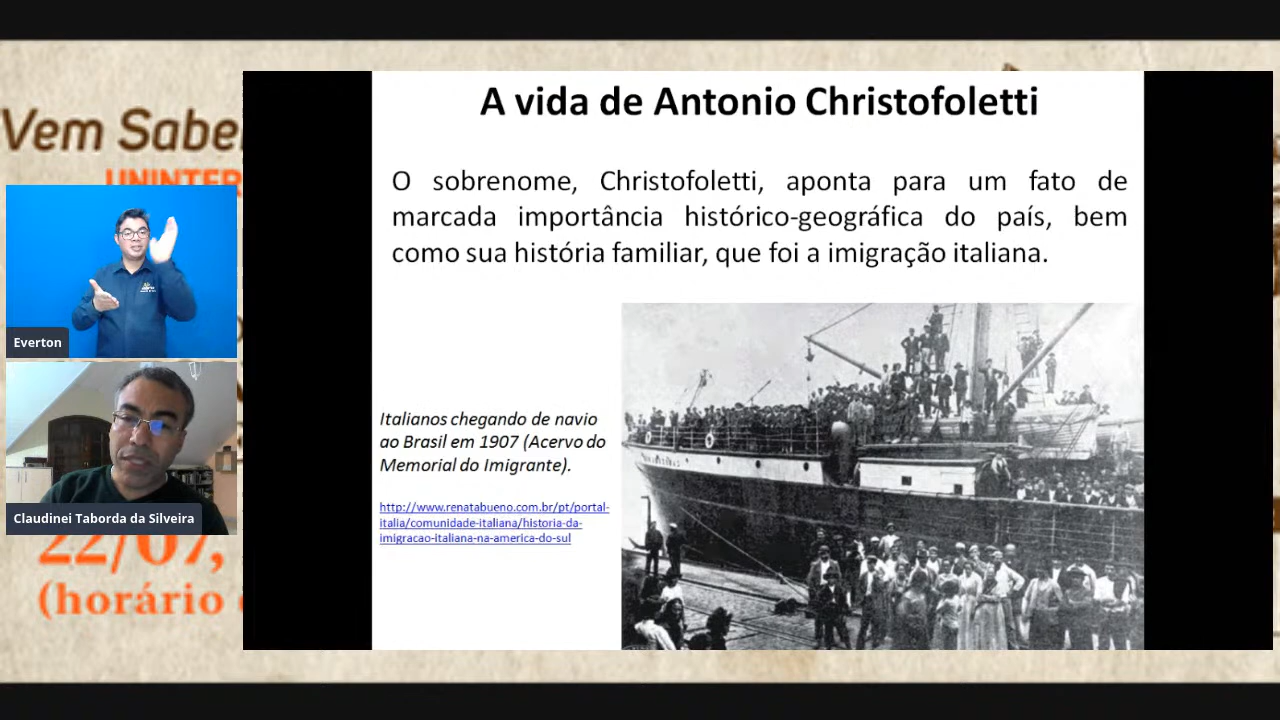 Vem Sabe
UNINTER
Everton
Claudinei Taborda da Silveira
22/07,
(horário
A vida de Antonio Christofoletti
O sobrenome, Christofoletti, aponta para um fato de
marcada importância histórico-geográfica do país, bem
como sua história familiar, que foi a imigração italiana.
Italianos chegando de navio
ao Brasil em 1907 (Acervo do
Memorial do Imigrante).
http://www.renatabueno.com.br/pt/portal-
italia/comunidade-italiana/historia-da-
imigracao-italiana-na-america-do-sul